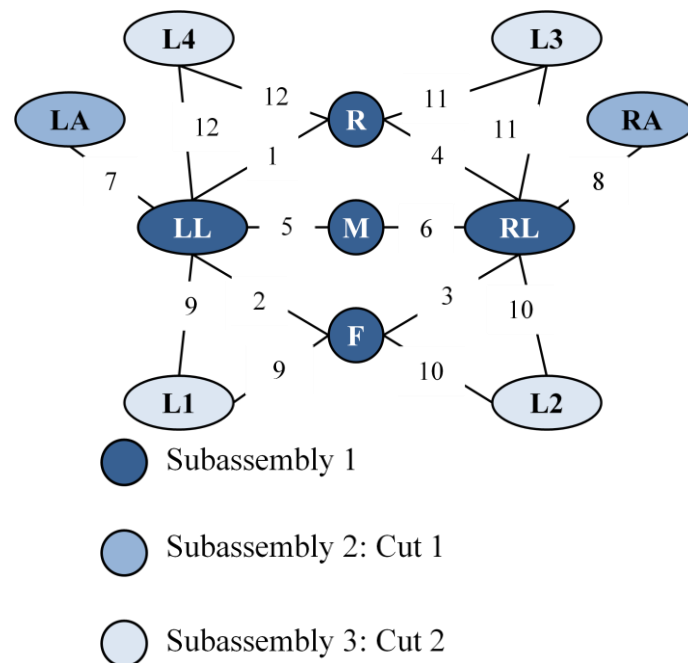 L4 L3
12 R 11
LA RA
12 11
7 1 4 8
LL 5 M 6 RL
9 2 3 10
F
9 10
L1 L2
Subassembly 1
Subassembly 2: Cut 1
Subassembly 3: Cut 2